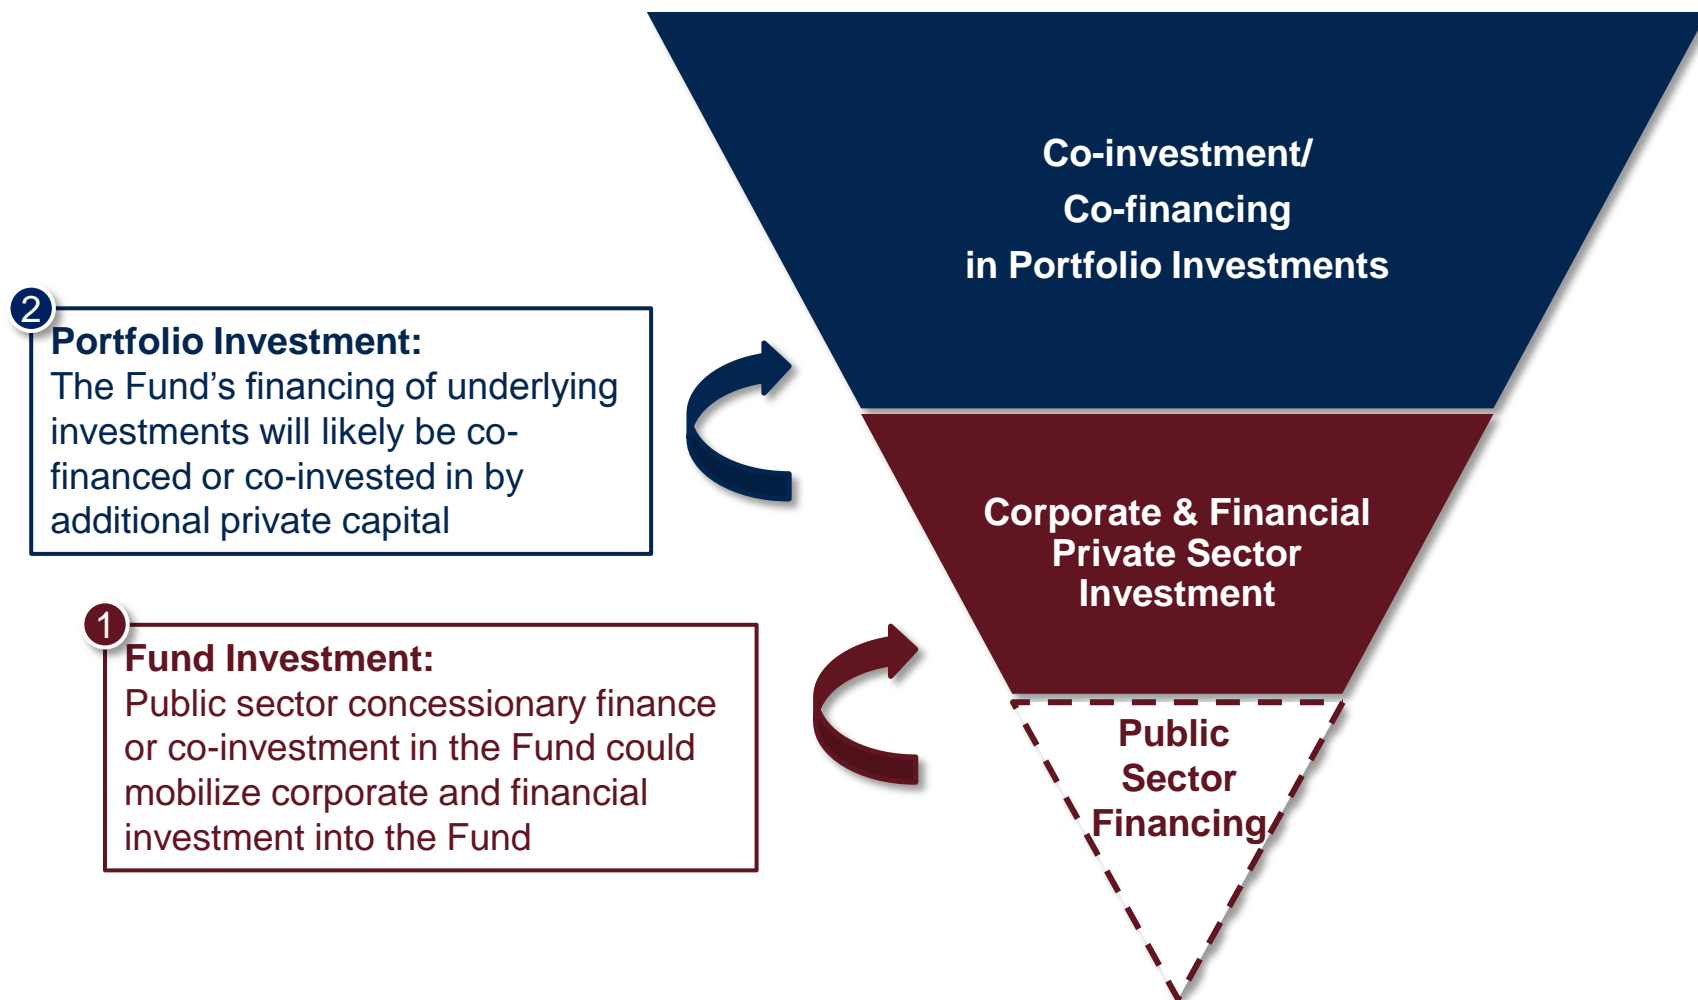 Co-investment/
Co-financing
in Portfolio Investments
2
Portfolio Investment:
The Fund’s financing of underlying
investments will likely be co-
financed or co-invested in by
additional private capital
Corporate & Financial
Private Sector
Investment
1
Fund Investment:
Public sector concessionary finance
or co-investment in the Fund could
mobilize corporate and financial
investment into the Fund
Public
Sector
Financing